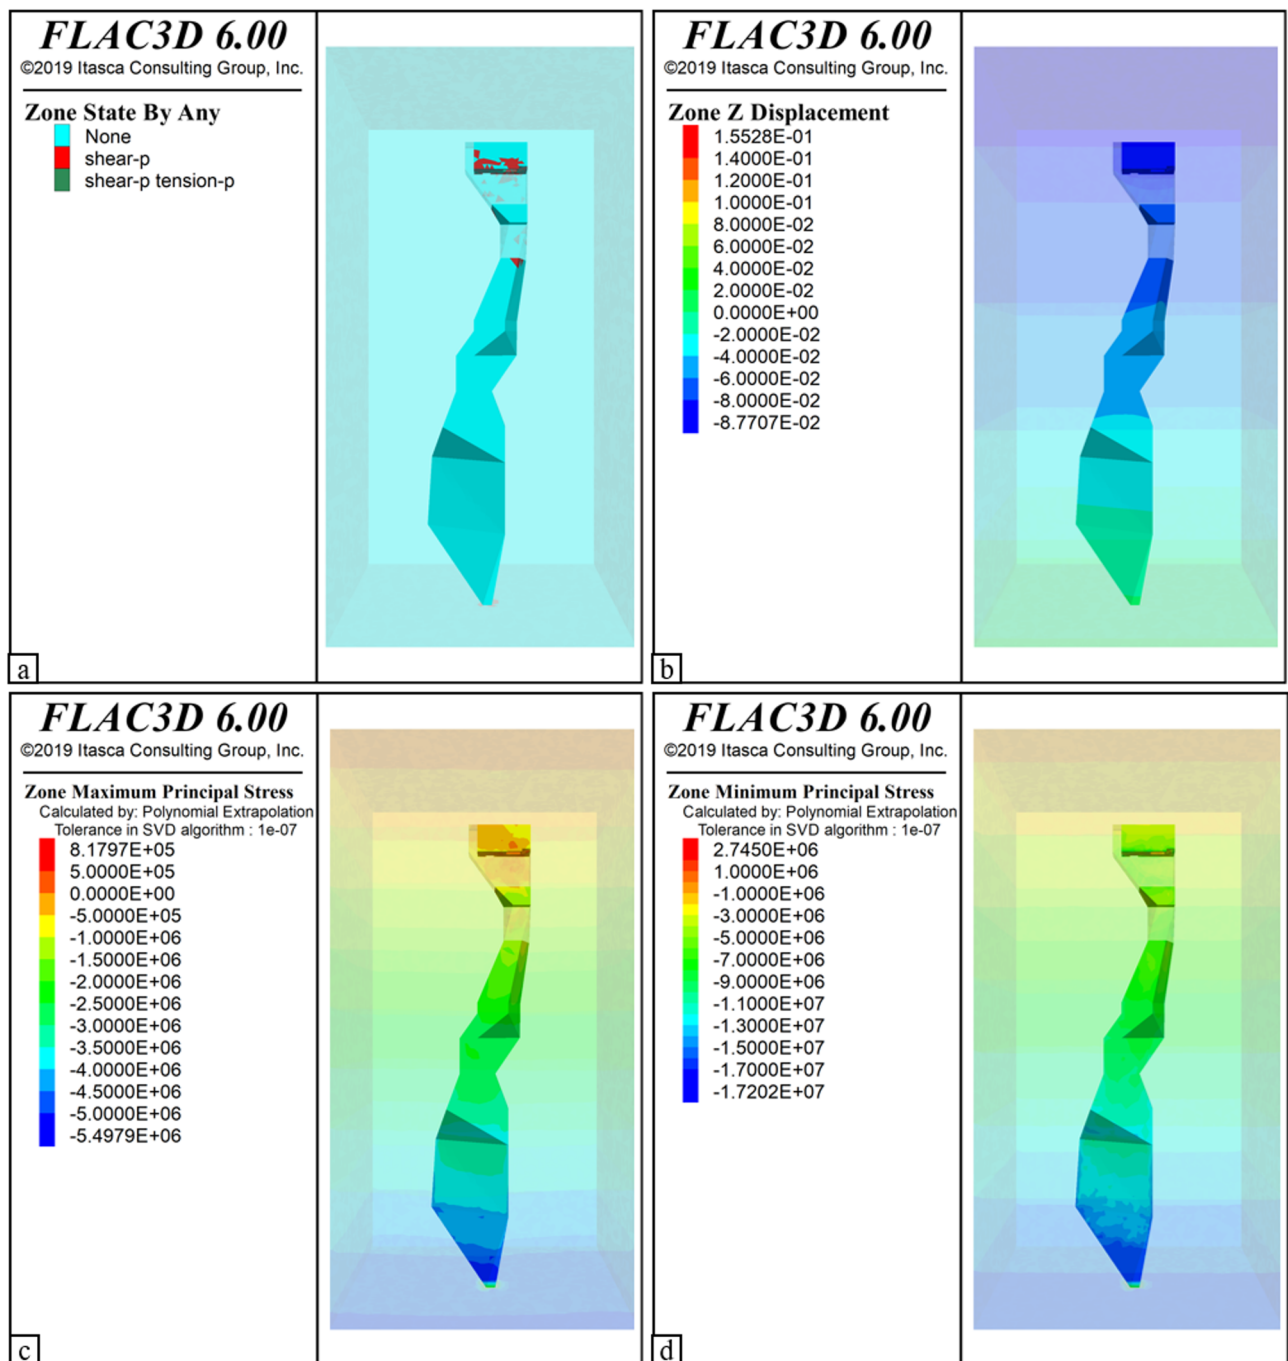 FLAC3D 6.00
©2019 Itasca Consulting Group, Inc.
Zone State By Any
None
shear-p
shear-p tension-p
a
FLAC3D 6.00
©2019 Itasca Consulting Group, Inc.
Zone Z Displacement
1.5528E-01
1.4000E-01
1.2000E-01
1.0000E-01
8.0000E-02
6.0000E-02
4.0000E-02
2.0000E-02
0.0000E+00
-2.0000E-02
-4.0000E-02
-6.0000E-02
-8.0000E-02
-8.7707E-02
b
FLAC3D 6.00
©2019 Itasca Consulting Group, Inc.
Zone Maximum Principal Stress
Calculated by: Polynomial Extrapolation
Tolerance in SVD algorithm : 1e-07
8.1797E+05
5.0000E+05
0.0000E+00
-5.0000E+05
-1.0000E+06
-1.5000E+06
-2.0000E+06
-2.5000E+06
-3.0000E+06
-3.5000E+06
-4.0000E+06
-4.5000E+06
-5.0000E+06
-5.4979E+06
c
FLAC3D 6.00
©2019 Itasca Consulting Group, Inc.
Zone Minimum Principal Stress
Calculated by: Polynomial Extrapolation
Tolerance in SVD algorithm : 1e-07
2.7450E+06
1.0000E+06
-1.0000E+06
-3.0000E+06
-5.0000E+06
-7.0000E+06
-9.0000E+06
-1.1000E+07
-1.3000E+07
-1.5000E+07
-1.7000E+07
-1.7202E+07
d